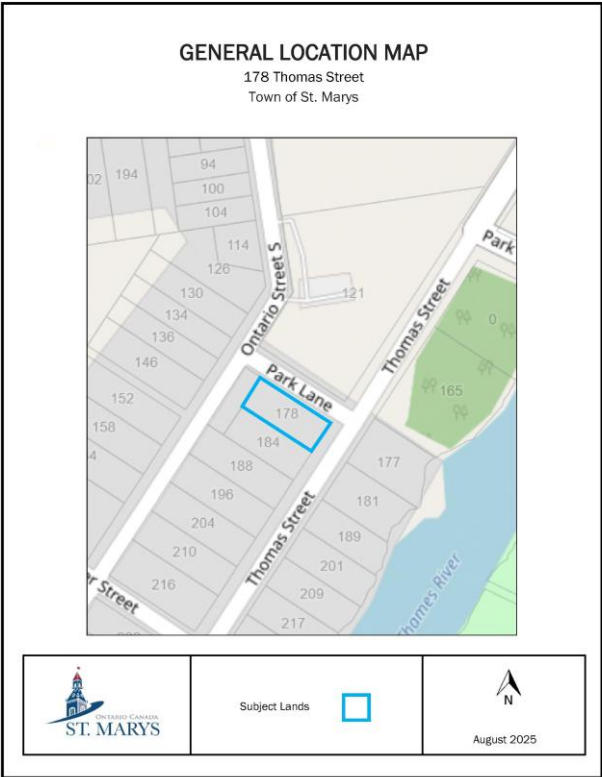 GENERAL LOCATION MAP
178 Thomas Street
Town of St. Marys
94
194
100
104
114
126
Ontario Street S
130
121
134
136
146
152
158
Park
Thomas Street
0
165
Park Lane
178
184
188
196
204
210
216
Thomas Street
177
181
189
201
209
217
Thames River
Street
ONTARIO CANADA
ST. MARYS
Subject Lands
N
August 2025